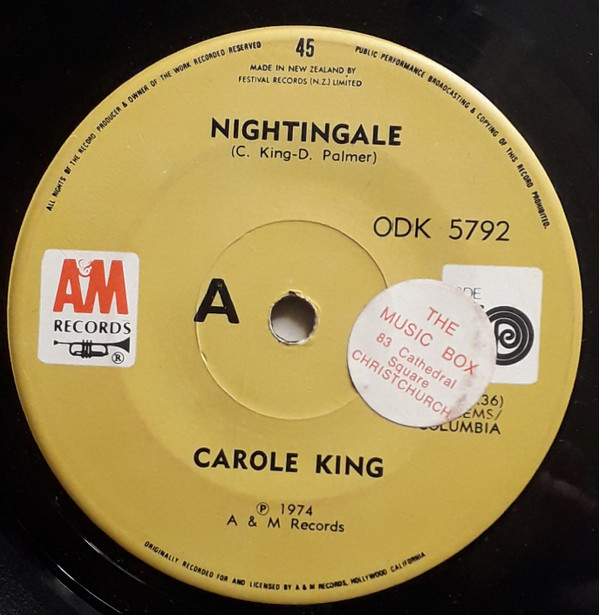 ALL RIGHTS OF THE RECORD PRODUCER & OWNER OF THE WORK RECORDED RESERVED
45
PUBLIC PERFORMANCE BROADCASTING & COPYING OF THIS RECORD PROHIBITED.
MADE IN NEW ZEALAND BY
FESTIVAL RECORDS (N.Z.) LIMITED
NIGHTINGALE
(C. King-D. Palmer)
ODK 5792
A&M
RECORDS
®
A
THE
MUSIC BOX
83 Cathedral
Square
CHRISTCHURCH
36)
EMS/
COLUMBIA
CAROLE KING
℗ 1974
A & M Records
ORIGINALLY RECORDED FOR AND LICENSED BY A & M RECORDS, HOLLYWOOD CALIFORNIA